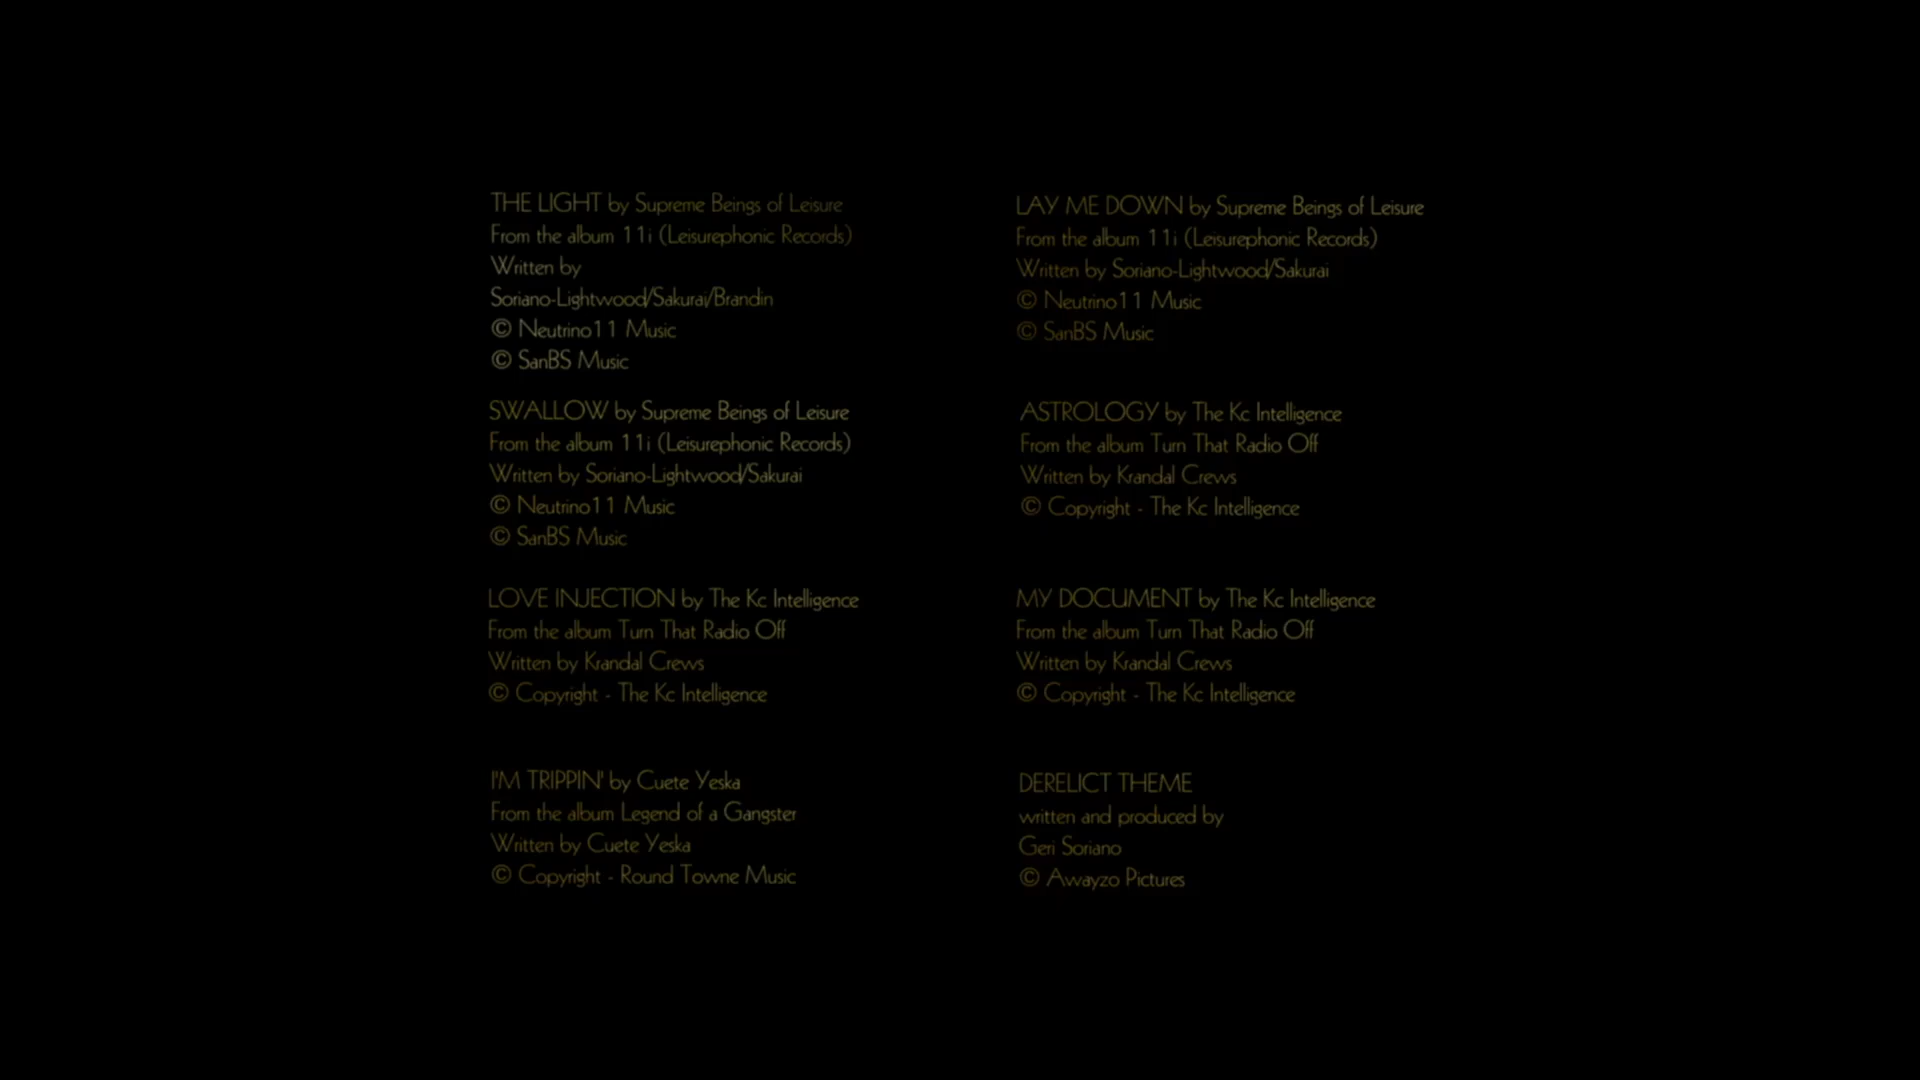 THE LIGHT by Supreme Beings of Leisure
From the album 11i (Leisurephonic Records)
Written by
Soriano-Lightwood/Sakurai/Brandin
© Neutrino11 Music
© SanBS Music
LAY ME DOWN by Supreme Beings of Leisure
From the album 11i (Leisurephonic Records)
Written by Soriano-Lightwood/Sakurai
© Neutrino11 Music
© SanBS Music
SWALLOW by Supreme Beings of Leisure
From the album 11i (Leisurephonic Records)
Written by Soriano-Lightwood/Sakurai
© Neutrino11 Music
© SanBS Music
ASTROLOGY by The Kc Intelligence
From the album Turn That Radio Off
Written by Krandal Crews
© Copyright - The Kc Intelligence
LOVE INJECTION by The Kc Intelligence
From the album Turn That Radio Off
Written by Krandal Crews
© Copyright - The Kc Intelligence
MY DOCUMENT by The Kc Intelligence
From the album Turn That Radio Off
Written by Krandal Crews
© Copyright - The Kc Intelligence
I'M TRIPPIN' by Cuete Yeska
From the album Legend of a Gangster
Written by Cuete Yeska
© Copyright - Round Towne Music
DERELICT THEME
written and produced by
Geri Soriano
© Awayzo Pictures